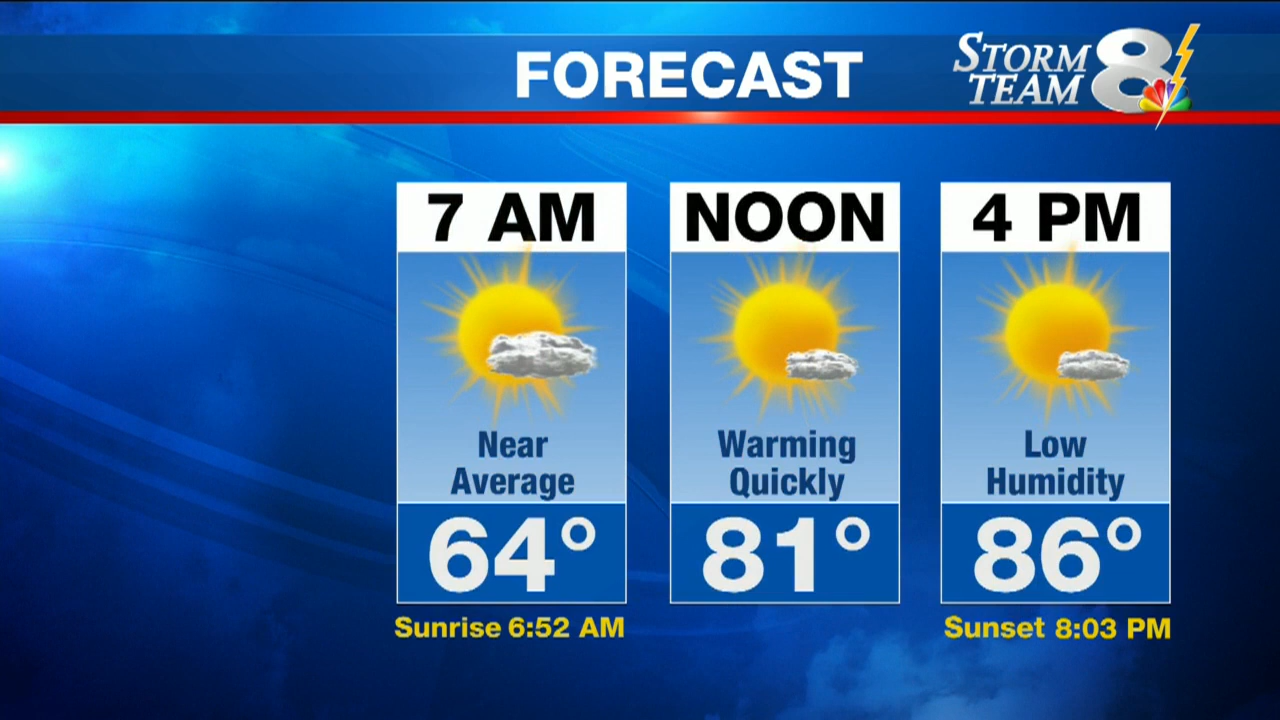 FORECAST
STORM
TEAM 8
7 AM
Near
Average
64°
Sunrise 6:52 AM
NOON
Warming
Quickly
81°
4 PM
Low
Humidity
86°
Sunset 8:03 PM